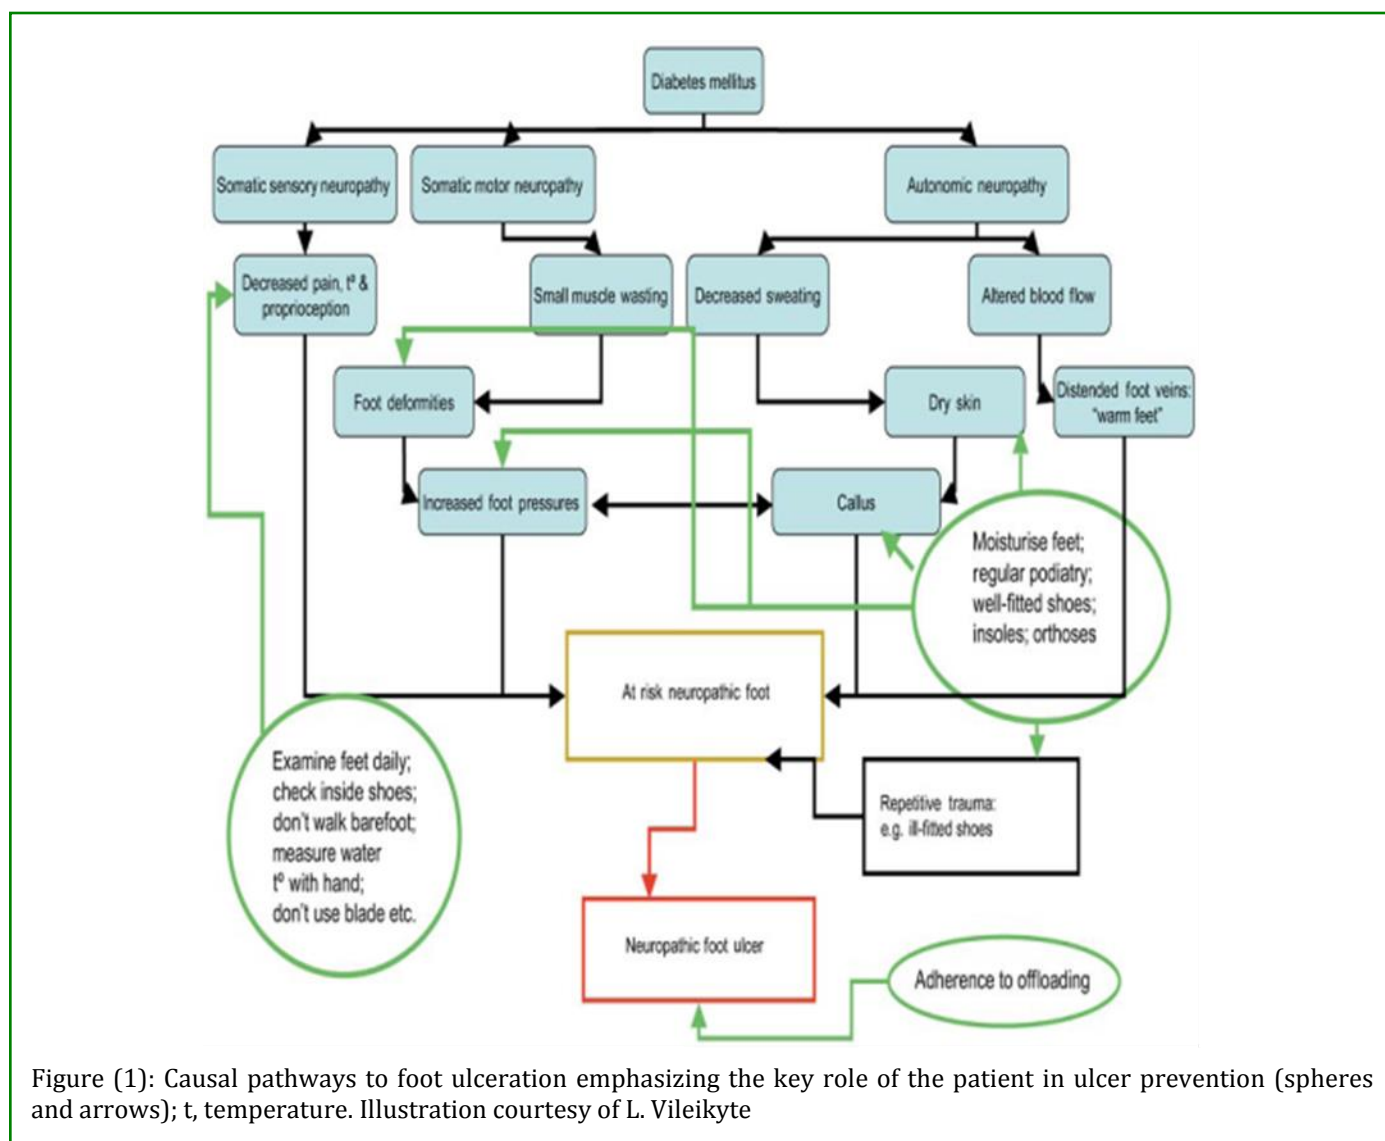 Diabetes mellitus
Somatic sensory neuropathy
Somatic motor neuropathy
Autonomic neuropathy
Decreased pain, tº &
proprioception
Small muscle wasting
Decreased sweating
Altered blood flow
Foot deformities
Dry skin
Distended foot veins:
“warm feet”
Increased foot pressures
Callus
Moisturise feet;
regular podiatry;
well-fitted shoes;
insoles; orthoses
At risk neuropathic foot
Examine feet daily;
check inside shoes;
don't walk barefoot;
measure water
tº with hand;
don't use blade etc.
Repetitive trauma:
e.g. ill-fitted shoes
Neuropathic foot ulcer
Adherence to offloading
Figure (1): Causal pathways to foot ulceration emphasizing the key role of the patient in ulcer prevention (spheres
and arrows); t, temperature. Illustration courtesy of L. Vileikyte